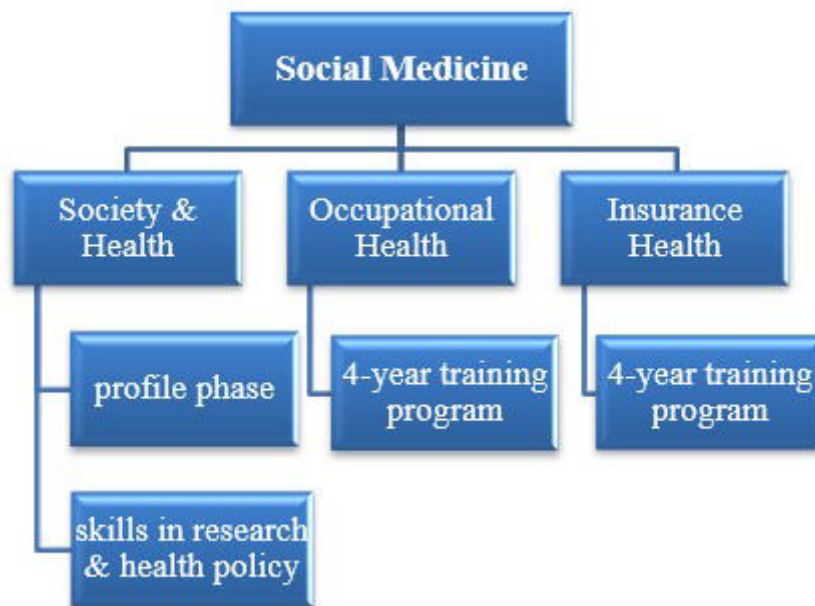 Social Medicine
Society &
Health
Occupational
Health
Insurance
Health
profile phase
4-year training
program
4-year training
program
skills in research
& health policy